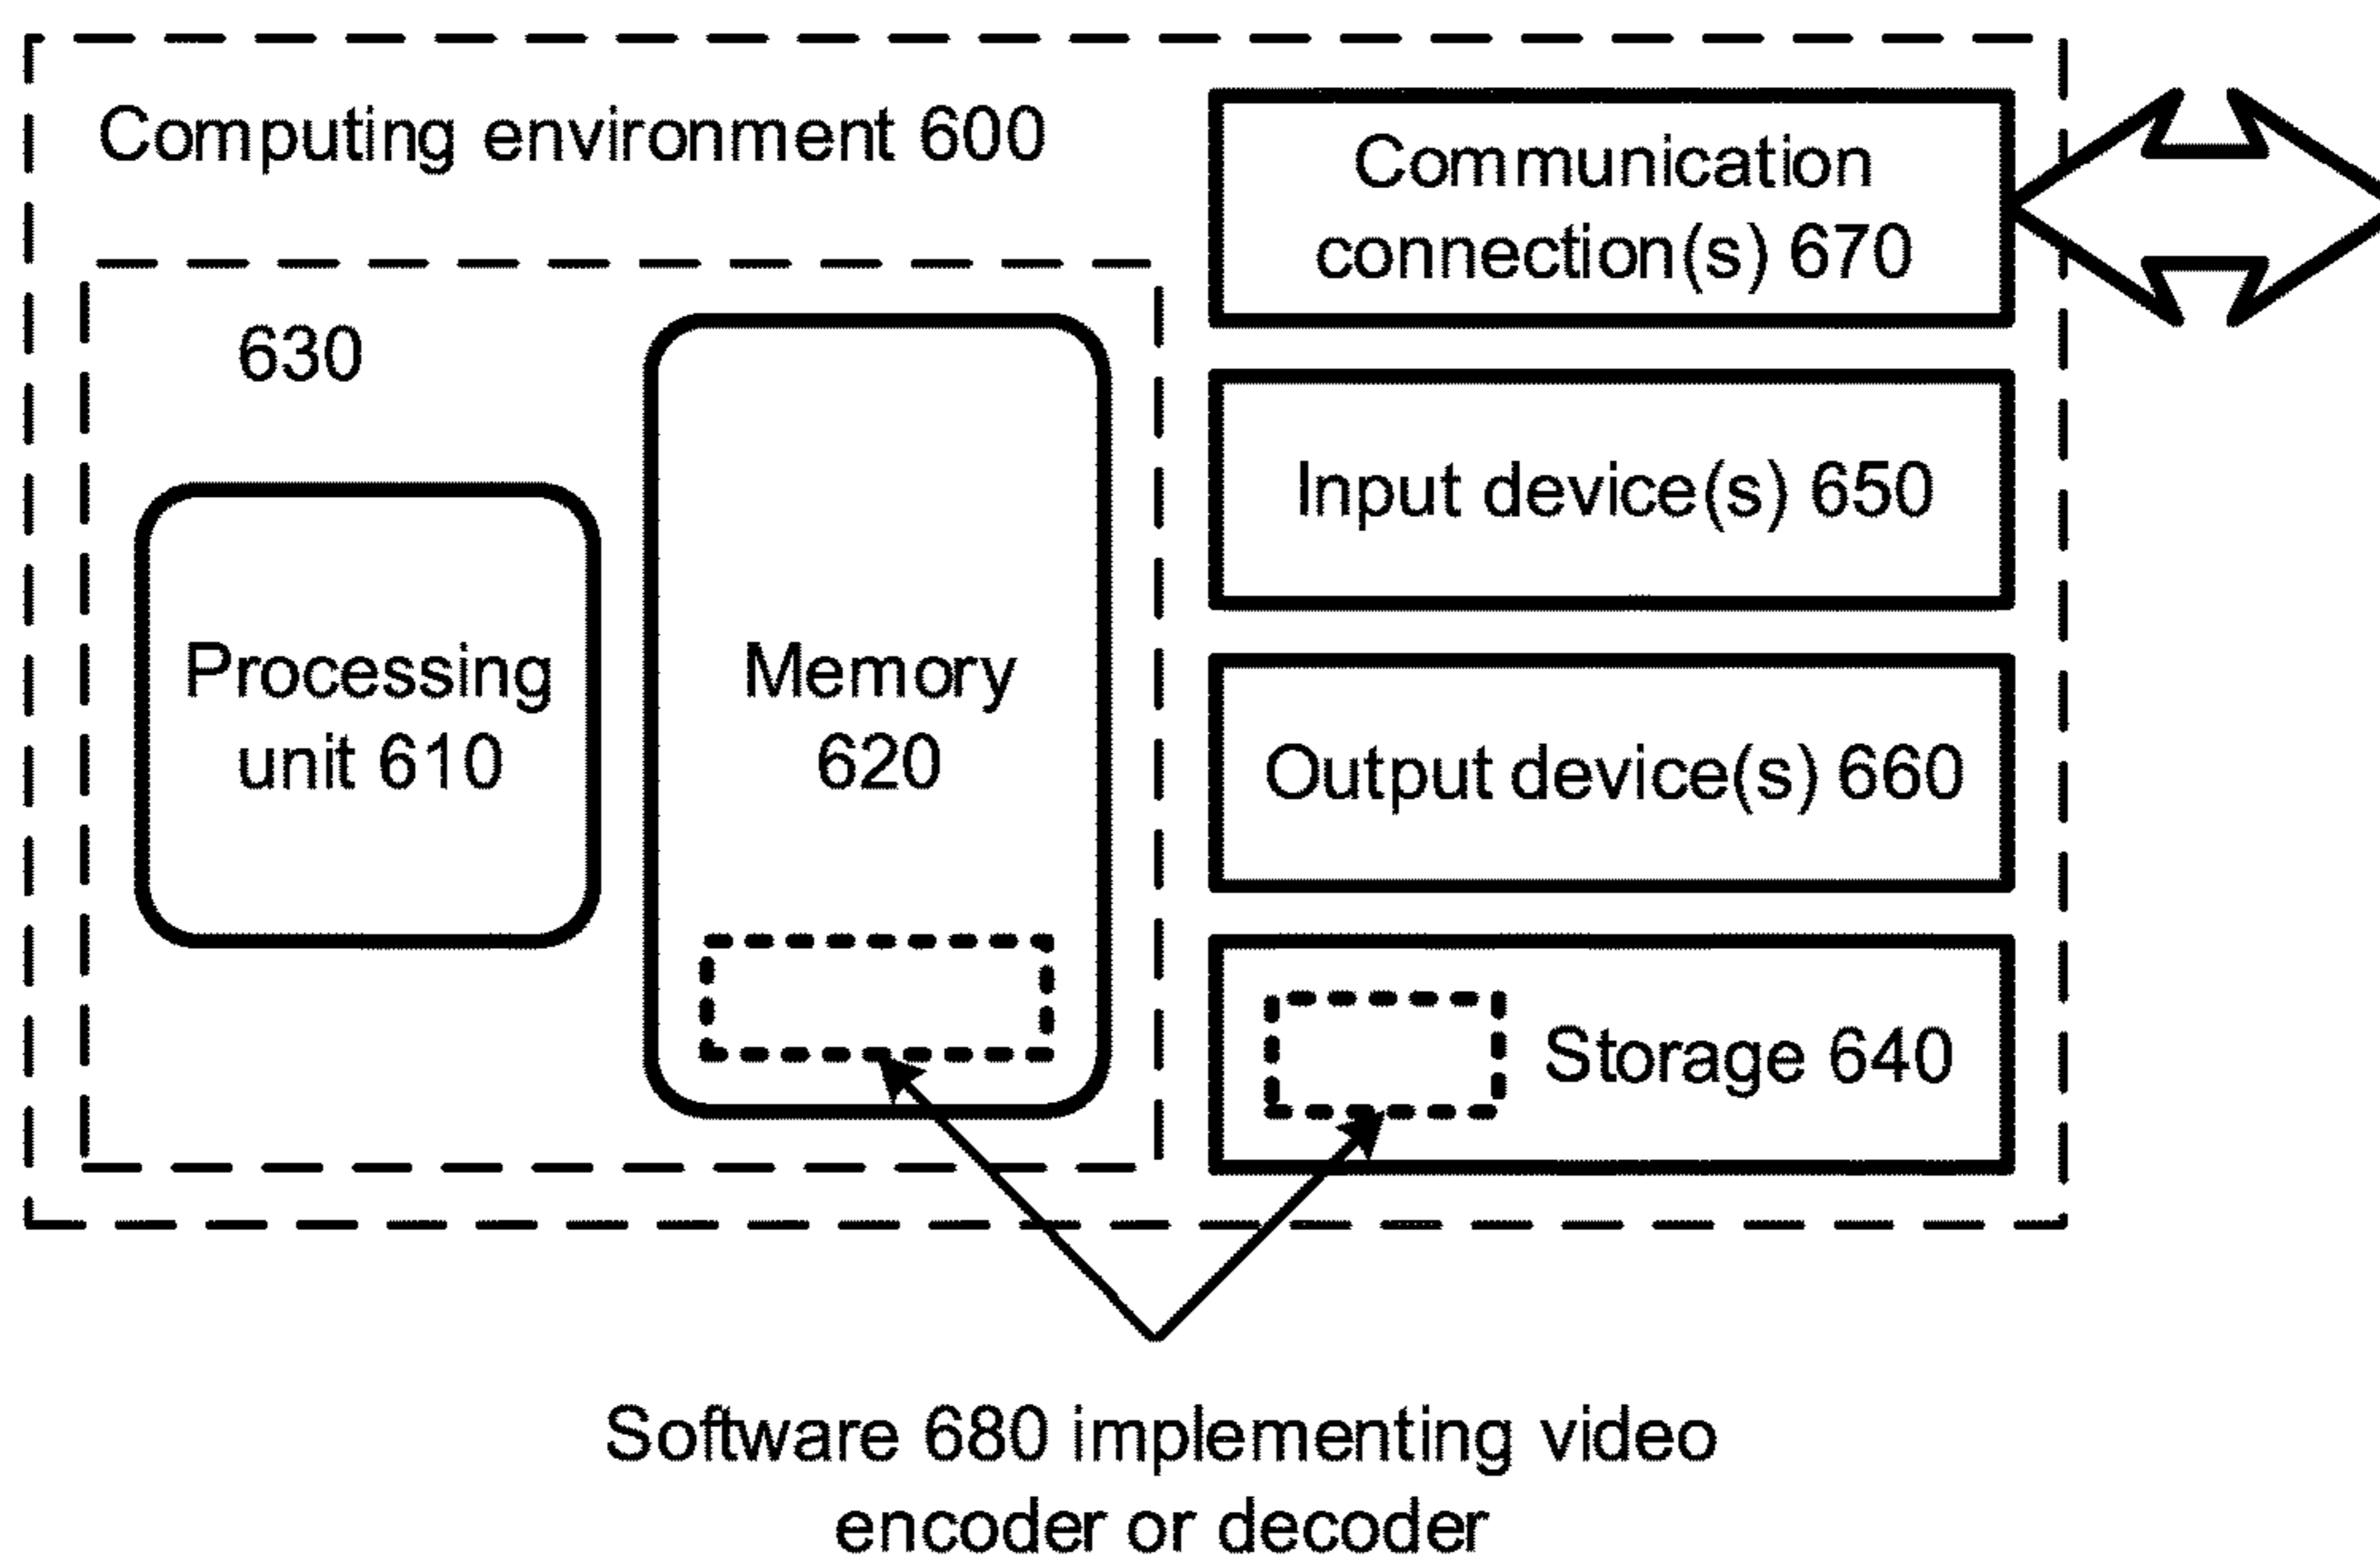 Computing environment 600
Communication
connection(s) 670
630
Input device(s) 650
Processing
unit 610
Memory
620
Output device(s) 660
Storage 640
Software 680 implementing video
encoder or decoder